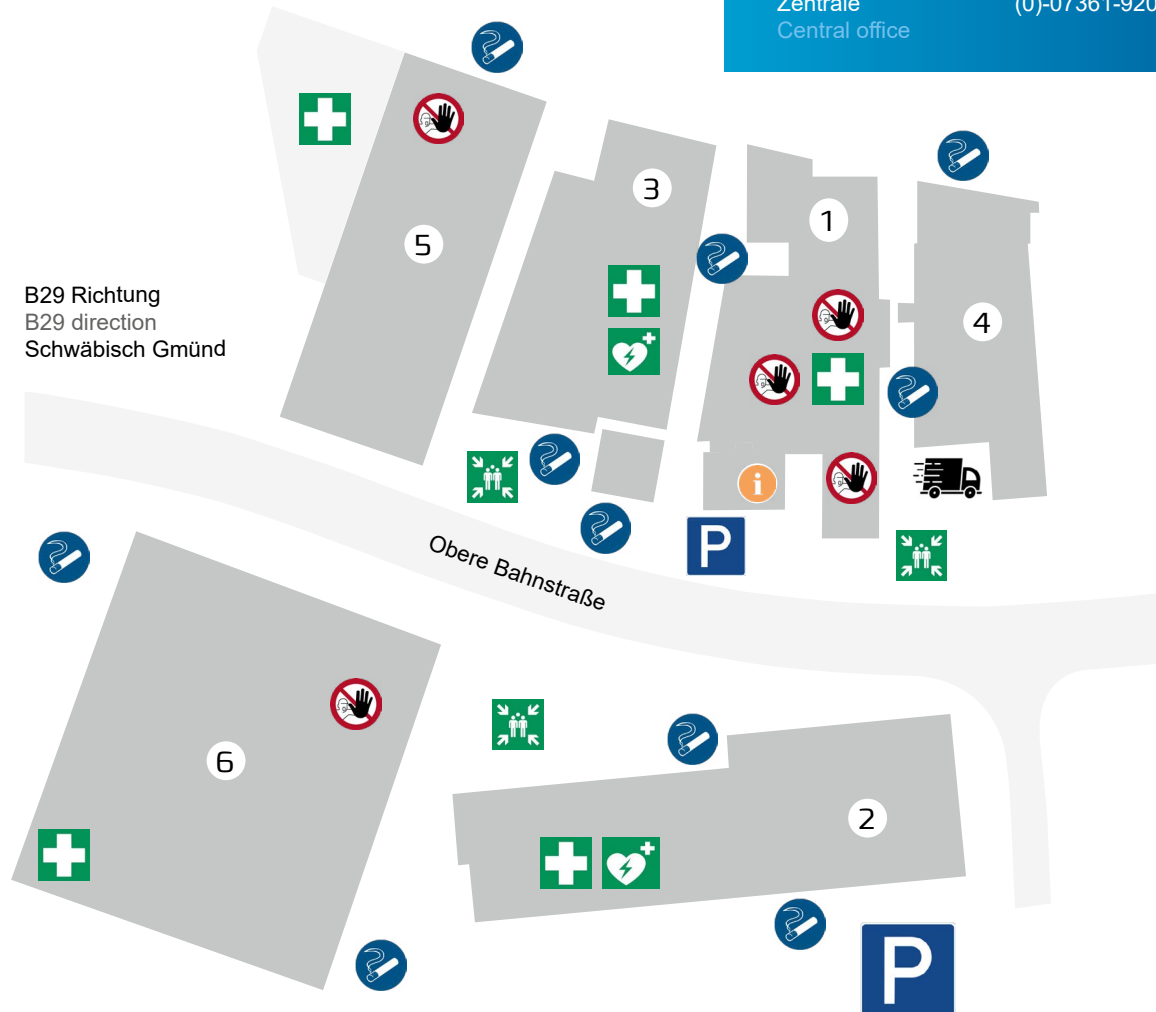 Zentrale (0)-07361-920
Central office
3
1
5
4
B29 Richtung
B29 direction
Schwäbisch Gmünd
i
P
Obere Bahnstraße
6
2
P